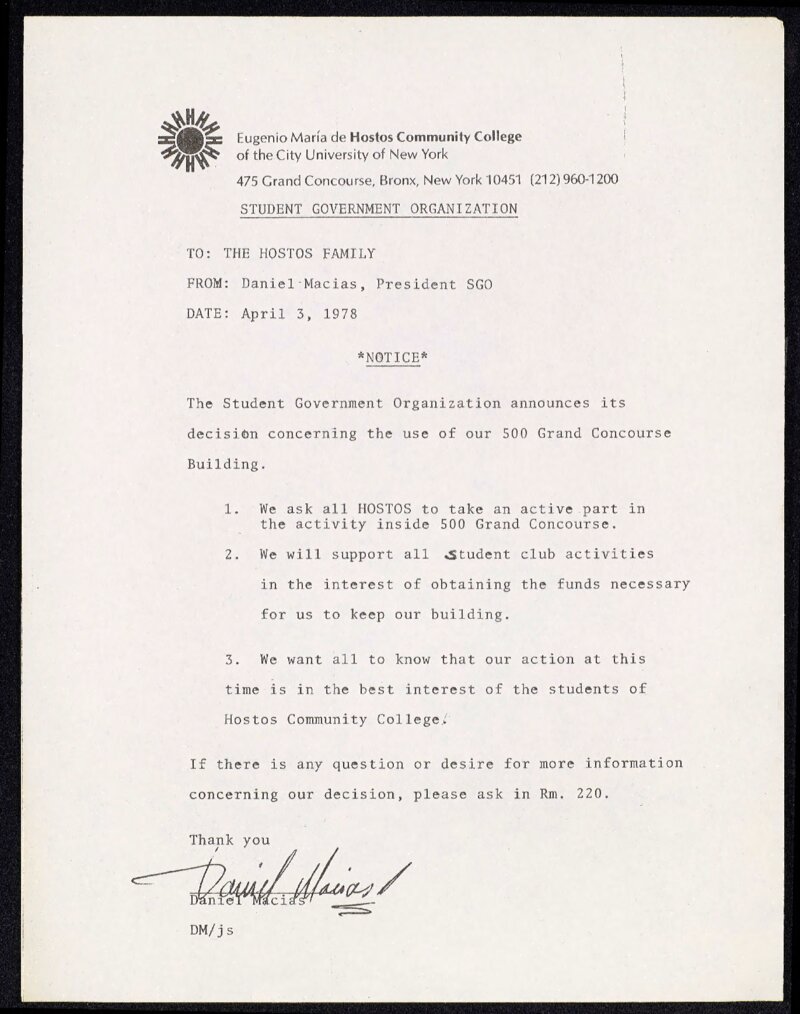 Eugenio María de Hostos Community College
of the City University of New York
475 Grand Concourse, Bronx, New York 10451 (212) 960-1200
STUDENT GOVERNMENT ORGANIZATION
TO: THE HOSTOS FAMILY
FROM: Daniel Macias, President SGO
DATE: April 3, 1978
*NOTICE*
The Student Government Organization announces its
decision concerning the use of our 500 Grand Concourse
Building.
1. We ask all HOSTOS to take an active part in
the activity inside 500 Grand Concourse.
2. We will support all Student club activities
in the interest of obtaining the funds necessary
for us to keep our building.
3. We want all to know that our action at this
time is in the best interest of the students of
Hostos Community College.
If there is any question or desire for more information
concerning our decision, please ask in Rm. 220.
Thank you
Daniel Macias
Daniel Macias
DM/js